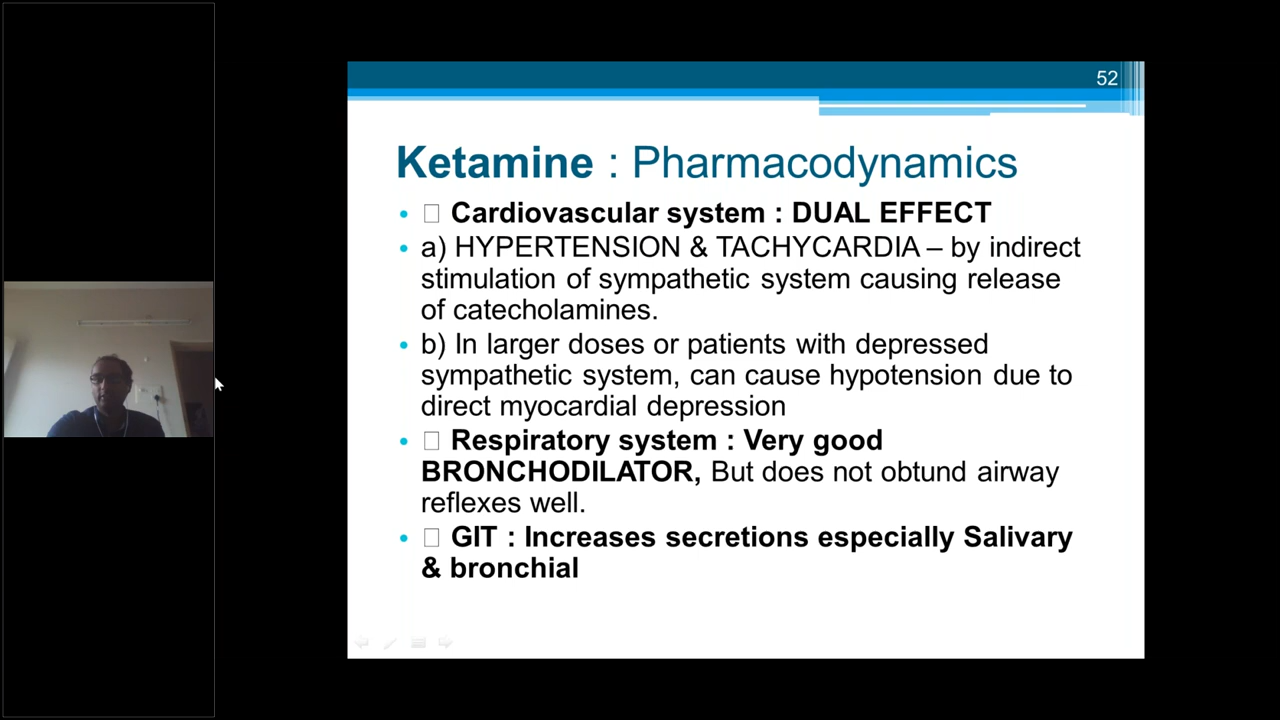 52
Ketamine : Pharmacodynamics
• □ Cardiovascular system : DUAL EFFECT
• a) HYPERTENSION & TACHYCARDIA – by indirect
stimulation of sympathetic system causing release
of catecholamines.
• b) In larger doses or patients with depressed
sympathetic system, can cause hypotension due to
direct myocardial depression
• □ Respiratory system : Very good
BRONCHODILATOR, But does not obtund airway
reflexes well.
• □ GIT : Increases secretions especially Salivary
& bronchial